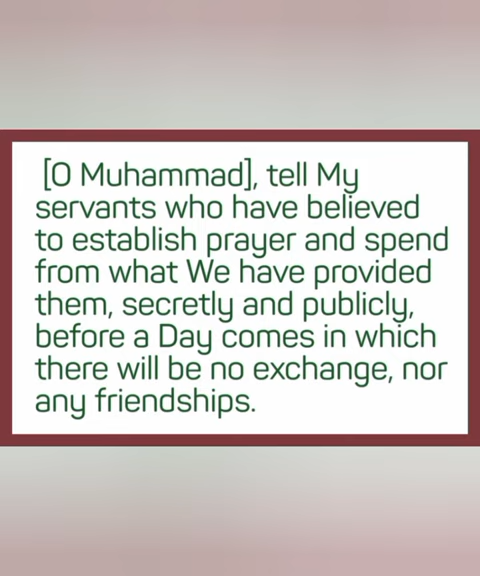 [O Muhammad], tell My
servants who have believed
to establish prayer and spend
from what We have provided
them, secretly and publicly,
before a Day comes in which
there will be no exchange, nor
any friendships.